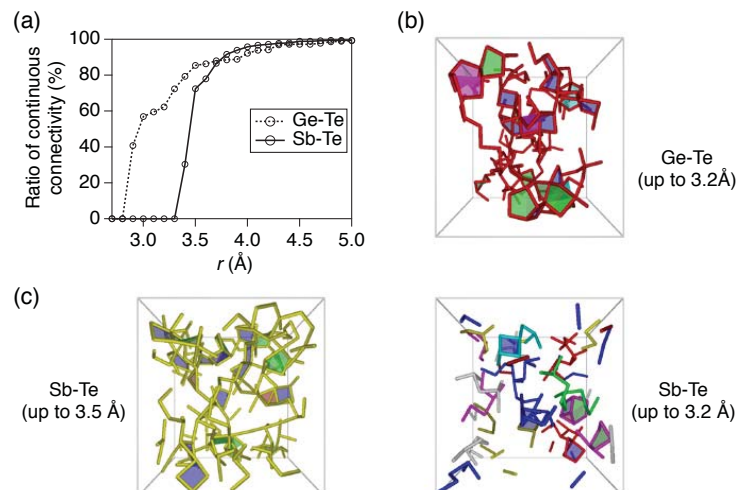 (a)
Ratio of continuous
connectivity (%)
100
80
60
40
20
0
3.0 3.5 4.0 4.5 5.0
r (Å)
Ge-Te
Sb-Te
(b)
Ge-Te
(up to 3.2Å)
(c)
Sb-Te
(up to 3.5 Å)
Sb-Te
(up to 3.2 Å)